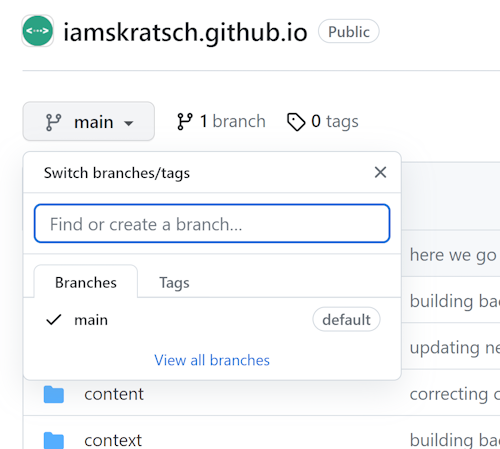 iamskratsch.github.io Public
main 1 branch 0 tags
Switch branches/tags
Find or create a branch...
here we go
Branches Tags
building bac
main default
updating ne
View all branches
content correcting c
context building bac